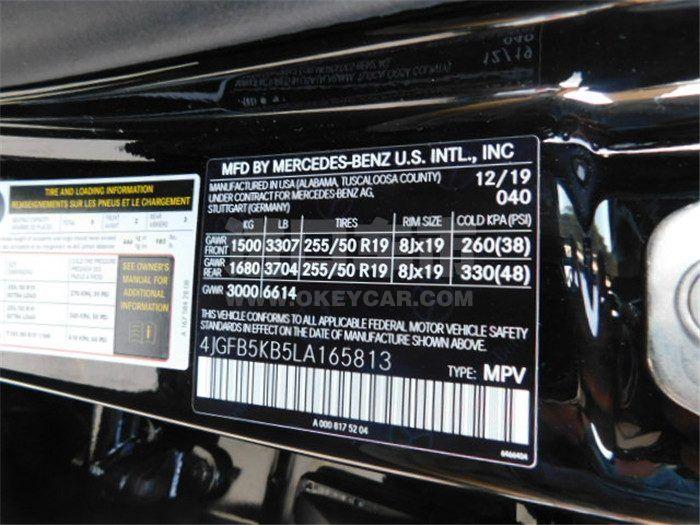 040
12/19
MFD BY MERCEDES-BENZ U.S. INTL., INC
MANUFACTURED IN USA (ALABAMA, TUSCALOOSA COUNTY) 12/19
UNDER CONTRACT FOR MERCEDES-BENZ AG, 040
STUTTGART (GERMANY)
KG LB TIRES RIM SIZE COLD KPA (PSI)
GAWR FRONT 1500 3307 255/50 R19 8Jx19 260(38)
GAWR REAR 1680 3704 255/50 R19 8Jx19 330(48)
GVWR 3000 6614
WWW.OKEYCAR.COM
THIS VEHICLE CONFORMS TO ALL APPLICABLE FEDERAL MOTOR VEHICLE SAFETY
STANDARDS IN EFFECT ON THE DATE OF MANUFACTURE SHOWN ABOVE.
4JGFB5KB5LA165813
TYPE: MPV
A 000 817 52 04
6466404
TIRE AND LOADING INFORMATION
RENSEIGNEMENTS SUR LES PNEUS ET LE CHARGEMENT
SEE OWNER'S
MANUAL FOR
ADDITIONAL
INFORMATION